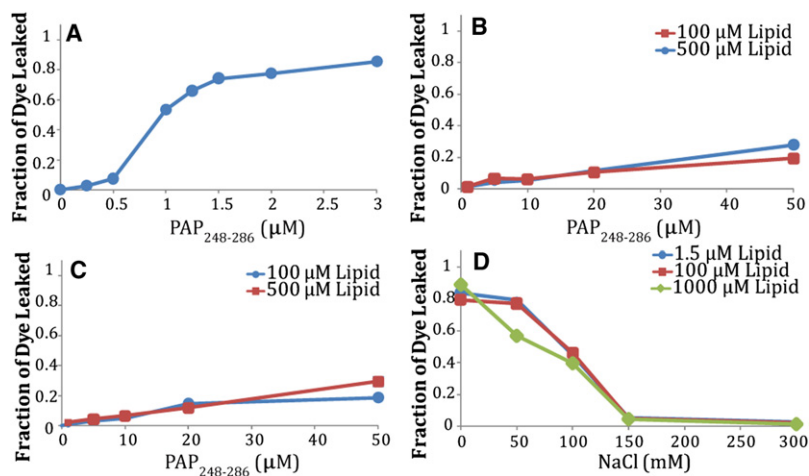 A
Fraction of Dye Leaked
1
0.8
0.6
0.4
0.2
0
0 0.5 1 1.5 2 2.5 3
PAP248-286 (μM)
B
100 μM Lipid
500 μM Lipid
Fraction of Dye Leaked
1
0.8
0.6
0.4
0.2
0
0 10 20 30 40 50
PAP248-286 (μM)
C
100 μM Lipid
500 μM Lipid
Fraction of Dye Leaked
1
0.8
0.6
0.4
0.2
0
0 10 20 30 40 50
PAP248-286 (μM)
D
1.5 μM Lipid
100 μM Lipid
1000 μM Lipid
Fraction of Dye Leaked
1
0.8
0.6
0.4
0.2
0
0 50 100 150 200 250 300
NaCl (mM)